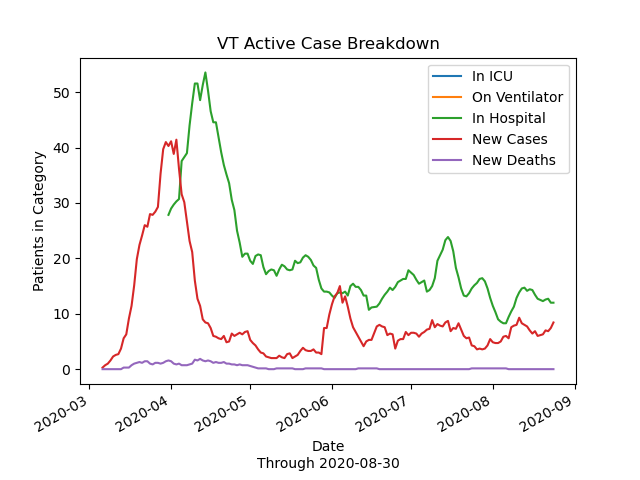 VT Active Case Breakdown
Patients in Category
50
40
30
20
10
0
In ICU
On Ventilator
In Hospital
New Cases
New Deaths
2020-03
2020-04
2020-05
2020-06
2020-07
2020-08
2020-09
Date
Through 2020-08-30